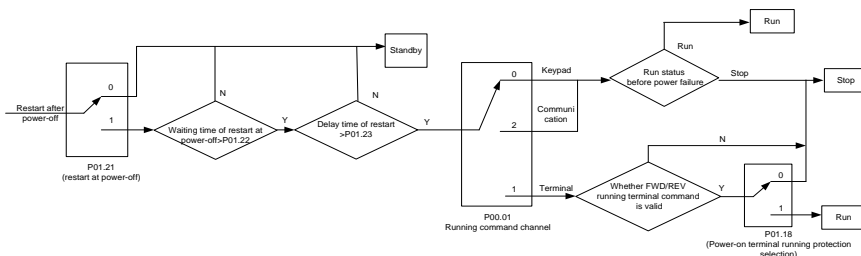 Run
Run
Standby
N
N
0
Restart after
power-off
1
Waiting time of restart at
power-off>P01.22
Y
Delay time of restart
>P01.23
Y
P01.21
(restart at power-off)
0
Keypad
Communi
cation
2
1
Terminal
P00.01
Running command channel
Run status
before power failure
Stop
Stop
N
Whether FWD/REV
running terminal command
is valid
Y
0
1
Run
P01.18
(Power-on terminal running protection
selection)